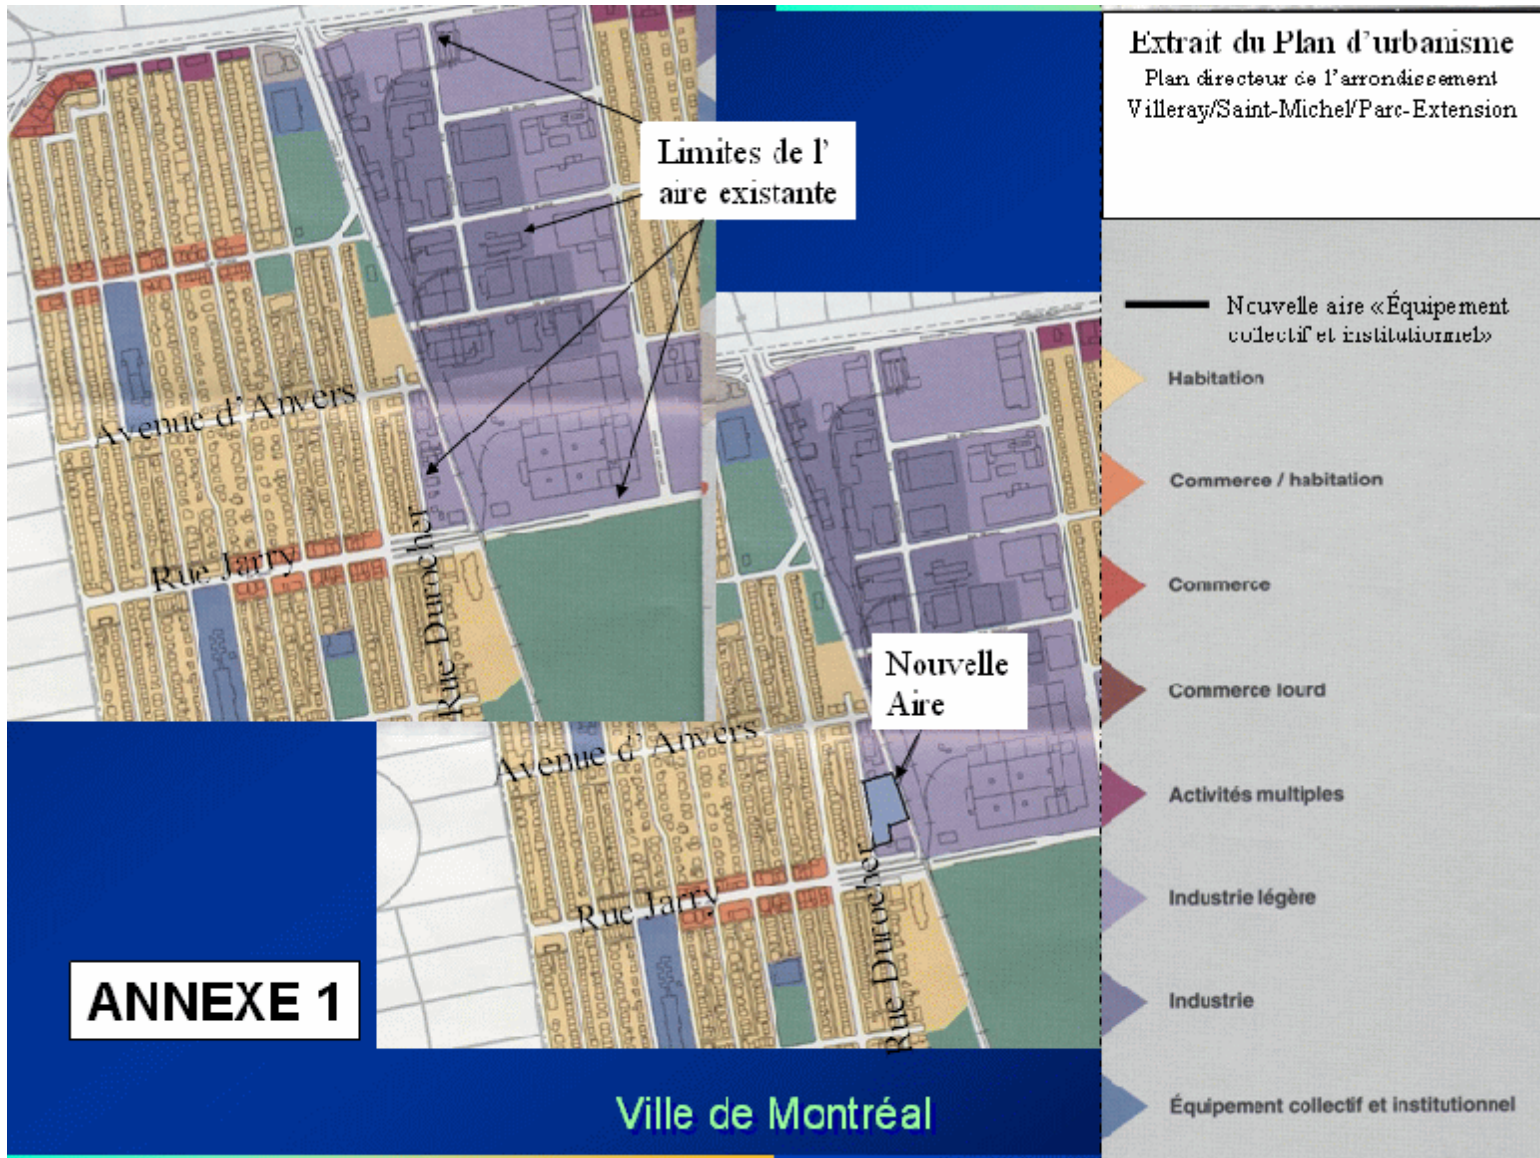 Extrait du Plan d'urbanisme
Plan directeur de l'arrondissement
Villeray/Saint-Michel/Parc-Extension
Limites de l'
aire existante
Nouvelle aire «Équipement
collectif et institutionnel»
Habitation
Commerce / habitation
Commerce
Commerce lourd
Activités multiples
Industrie légère
Industrie
Équipement collectif et institutionnel
Avenue d'Anvers
Rue Jarry
Rue Durocher
Nouvelle
Aire
Avenue d'Anvers
Rue Jarry
Rue Durocher
ANNEXE 1
Ville de Montréal